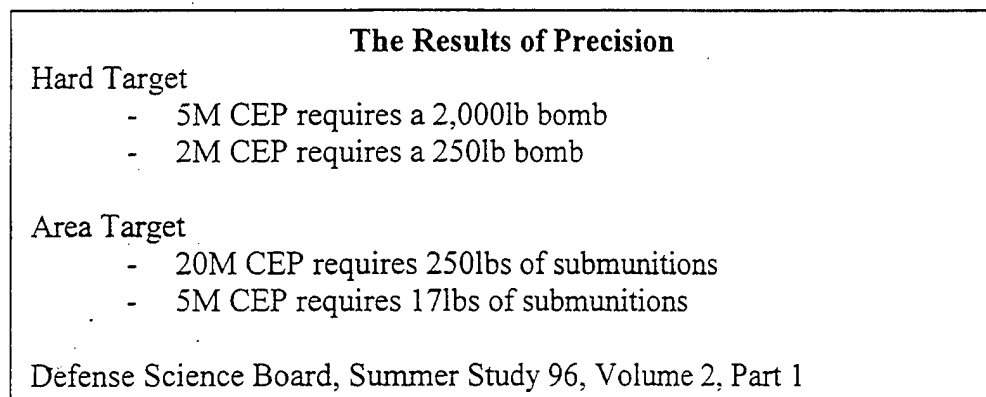 The Results of Precision
Hard Target
- 5M CEP requires a 2,000lb bomb
- 2M CEP requires a 250lb bomb
Area Target
- 20M CEP requires 250lbs of submunitions
- 5M CEP requires 17lbs of submunitions
Defense Science Board, Summer Study 96, Volume 2, Part 1